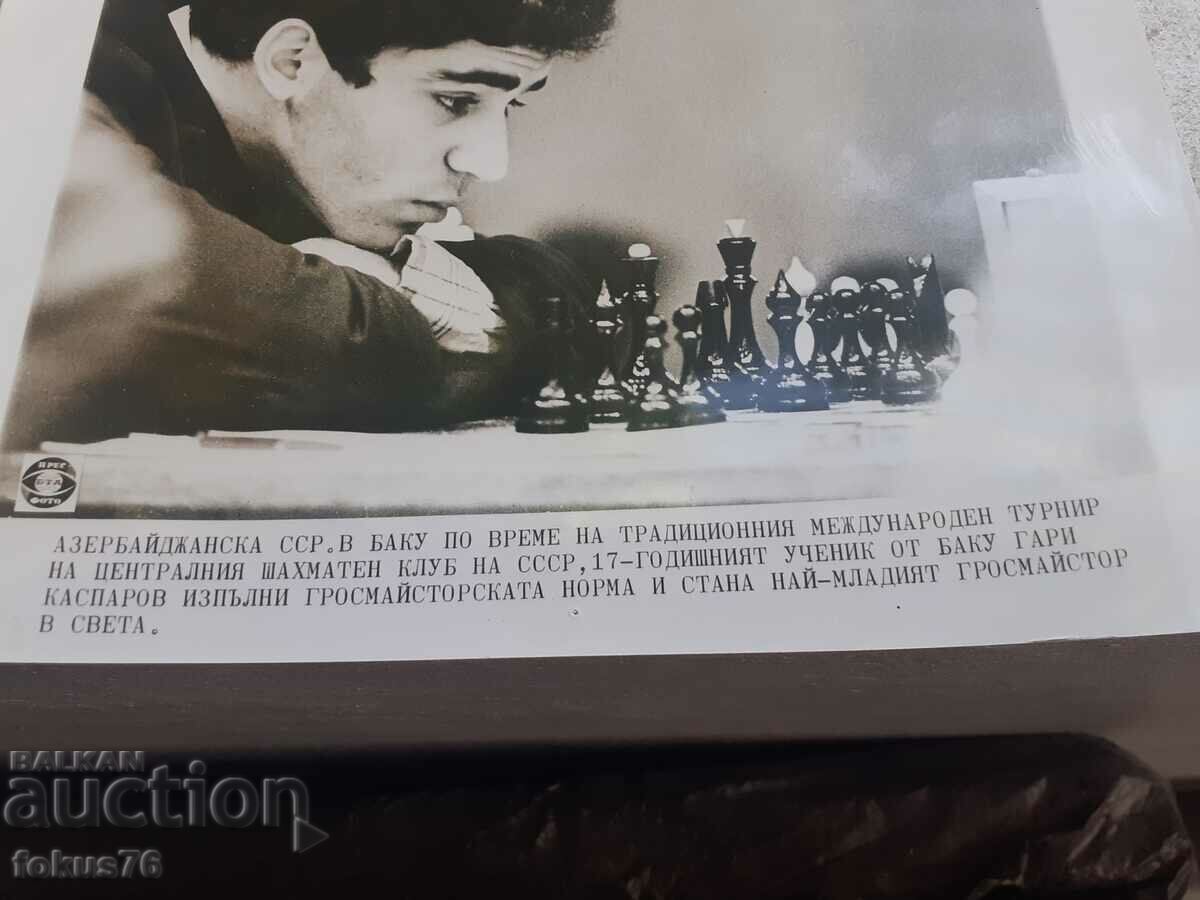 ПРЕС
БТА
ФОТО
АЗЕРБАЙДЖАНСКА ССР. В БАКУ ПО ВРЕМЕ НА ТРАДИЦИОННИЯ МЕЖДУНАРОДЕН ТУРНИР
НА ЦЕНТРАЛНИЯ ШАХМАТЕН КЛУБ НА СССР, 17-ГОДИШНИЯТ УЧЕНИК ОТ БАКУ ГАРИ
КАСПАРОВ ИЗПЪЛНИ ГРОСМАЙСТОРСКАТА НОРМА И СТАНА НАЙ-МЛАДИЯТ ГРОСМАЙСТОР
В СВЕТА.
BALKAN
auction
fokus76